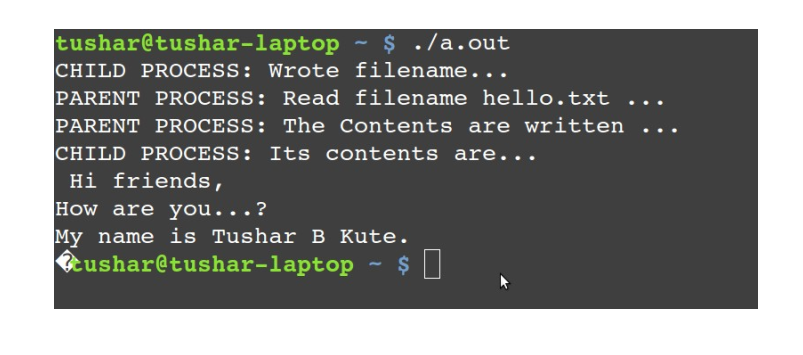 tushar@tushar-laptop ~ $ ./a.out
CHILD PROCESS: Wrote filename...
PARENT PROCESS: Read filename hello.txt ...
PARENT PROCESS: The Contents are written ...
CHILD PROCESS: Its contents are...
 Hi friends,
How are you...?
My name is Tushar B Kute.
�tushar@tushar-laptop ~ $